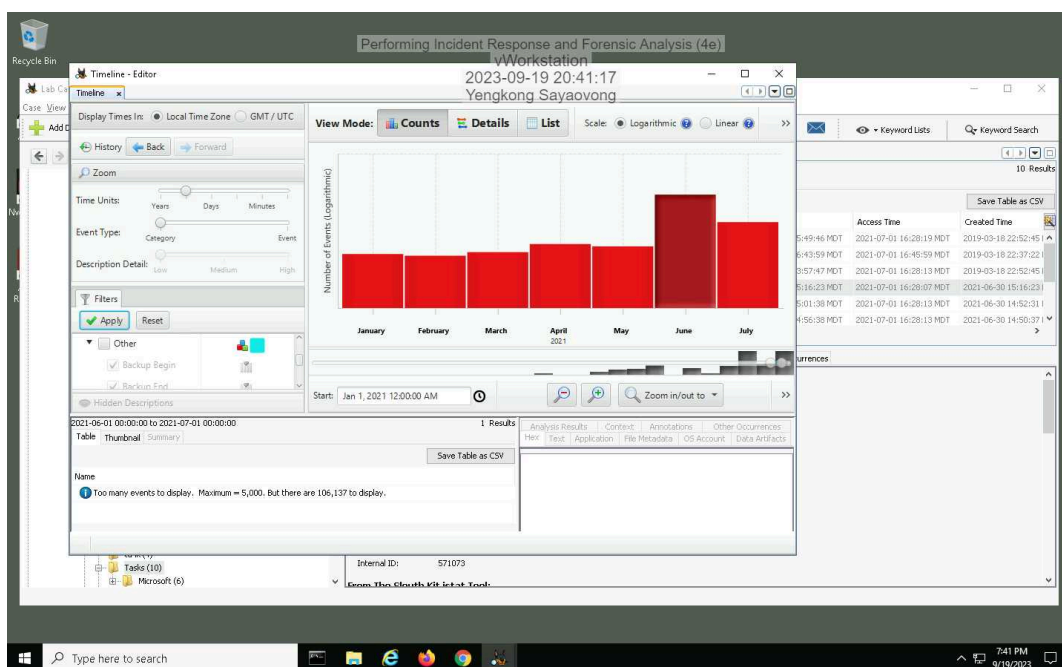 Recycle Bin
Performing Incident Response and Forensic Analysis (4e)
vWorkstation
2023-09-19 20:41:17
Yengkong Sayaovong
Timeline - Editor
Timeline
Lab Ca
Case View
Add D
Display Times In: Local Time Zone GMT / UTC
History Back Forward
Zoom
Time Units:
Years Days Minutes
Event Type:
Category Event
Description Detail:
Low Medium High
Filters
Apply Reset
Other
Backup Begin
Backup End
Hidden Descriptions
View Mode: Counts Details List Scale: Logarithmic Linear
Number of Events (Logarithmic)
January February March April May June July
2021
Start: Jan 1, 2021 12:00:00 AM
Zoom in/out to
2021-06-01 00:00:00 to 2021-07-01 00:00:00 1 Results
Table Thumbnail Summary
Save Table as CSV
Name
Too many events to display. Maximum = 5,000. But there are 106,137 to display.
Analysis Results Context Annotations Other Occurrences
Hex Text Application File Metadata OS Account Data Artifacts
Keyword Lists Keyword Search
10 Results
Save Table as CSV
Access Time Created Time
5:49:46 MDT 2021-07-01 16:28:19 MDT 2019-03-18 22:52:45
6:43:59 MDT 2021-07-01 16:45:59 MDT 2019-03-18 22:37:22
3:57:47 MDT 2021-07-01 16:28:13 MDT 2019-03-18 22:52:45
5:16:23 MDT 2021-07-01 16:28:07 MDT 2021-06-30 15:16:23
5:01:38 MDT 2021-07-01 16:28:13 MDT 2021-06-30 14:52:31
4:56:38 MDT 2021-07-01 16:28:13 MDT 2021-06-30 14:50:37
urrences
Tasks (10)
Microsoft (6)
Internal ID: 571073
From The Sleuth Kit istat Tool:
Type here to search
7:41 PM
9/19/2023